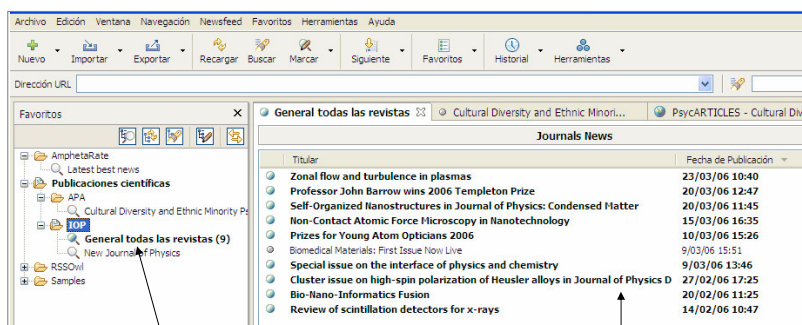 Archivo Edición Ventana Navegación Newsfeed Favoritos Herramientas Ayuda
Nuevo Importar Exportar Recargar Buscar Marcar Siguiente Favoritos Historial Herramientas
Dirección URL
Favoritos
AmphetaRate
Latest best news
Publicaciones científicas
APA
Cultural Diversity and Ethnic Minority Ps
IOP
General todas las revistas (9)
New Journal of Physics
RSSOwl
Samples
General todas las revistas Cultural Diversity and Ethnic Minori... PsycARTICLES - Cultural Div
Journals News
Titular Fecha de Publicación
Zonal flow and turbulence in plasmas 23/03/06 10:40
Professor John Barrow wins 2006 Templeton Prize 20/03/06 12:47
Self-Organized Nanostructures in Journal of Physics: Condensed Matter 20/03/06 11:45
Non-Contact Atomic Force Microscopy in Nanotechnology 15/03/06 16:35
Prizes for Young Atom Opticians 2006 10/03/06 15:26
Biomedical Materials: First Issue Now Live 9/03/06 15:51
Special issue on the interface of physics and chemistry 9/03/06 13:46
Cluster issue on high-spin polarization of Heusler alloys in Journal of Physics D 27/02/06 17:25
Bio-Nano-Informatics Fusion 20/02/06 11:25
Review of scintillation detectors for x-rays 14/02/06 10:47